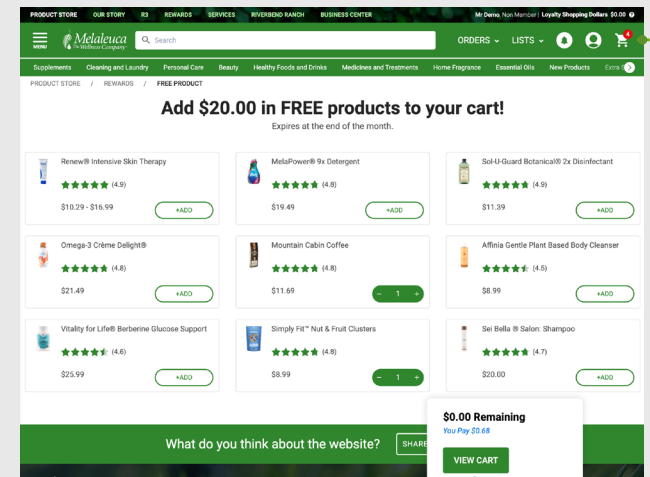 PRODUCT STORE OUR STORY R3 REWARDS SERVICES RIVERBEND RANCH BUSINESS CENTER Mr Demo, Non Member | Loyalty Shopping Dollars $0.00
MENU Melaleuca The Wellness Company Search ORDERS LISTS 4
Supplements Cleaning and Laundry Personal Care Beauty Healthy Foods and Drinks Medicines and Treatments Home Fragrance Essential Oils New Products Extra
PRODUCT STORE / REWARDS / FREE PRODUCT
Add $20.00 in FREE products to your cart!
Expires at the end of the month.
Renew® Intensive Skin Therapy
(4.9)
$10.29 - $16.99 +ADD
MelaPower® 9x Detergent
(4.8)
$19.49 +ADD
Sol-U-Guard Botanical® 2x Disinfectant
(4.9)
$11.39 +ADD
Omega-3 Crème Delight®
(4.8)
$21.49 +ADD
Mountain Cabin Coffee
(4.8)
$11.69 − 1 +
Affinia Gentle Plant Based Body Cleanser
(4.5)
$8.99 +ADD
Vitality for Life® Berberine Glucose Support
(4.6)
$25.99 +ADD
Simply Fit™ Nut & Fruit Clusters
(4.8)
$8.99 − 1 +
Sei Bella ® Salon: Shampoo
(4.7)
$20.00 +ADD
What do you think about the website? SHARE
$0.00 Remaining
You Pay $0.68
VIEW CART